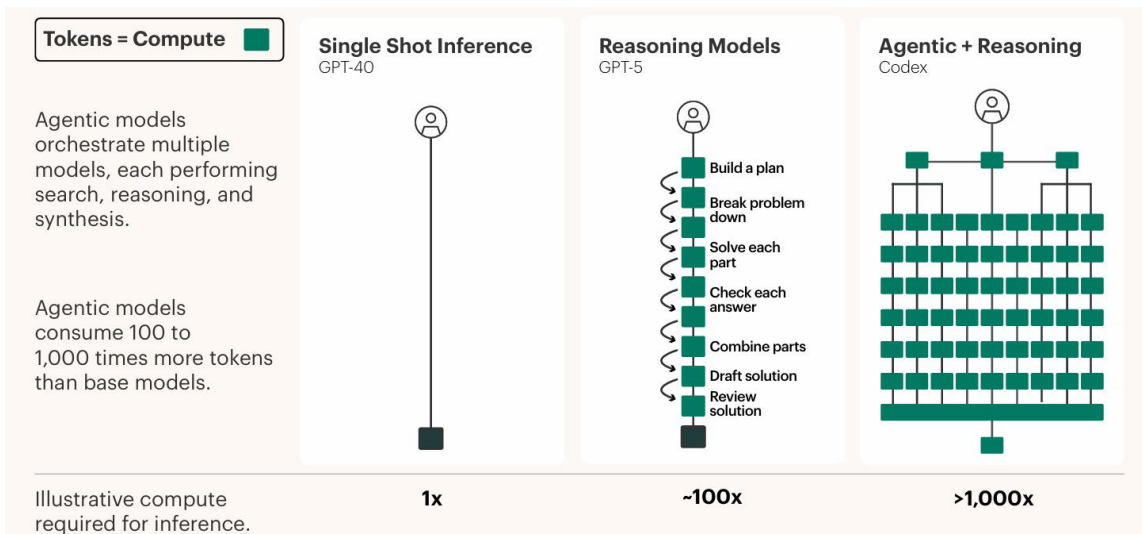 Tokens = Compute
Agentic models
orchestrate multiple
models, each performing
search, reasoning, and
synthesis.
Agentic models
consume 100 to
1,000 times more tokens
than base models.
Single Shot Inference
GPT-40
Reasoning Models
GPT-5
Build a plan
Break problem
down
Solve each
part
Check each
answer
Combine parts
Draft solution
Review
solution
Agentic + Reasoning
Codex
Illustrative compute
required for inference.
1x
~100x
>1,000x